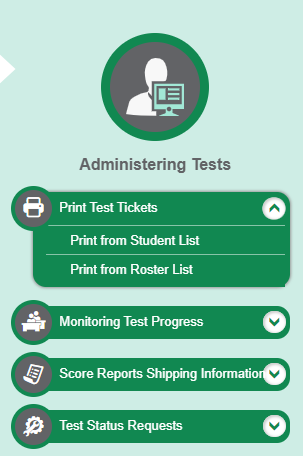 Administering Tests
Print Test Tickets
Print from Student List
Print from Roster List
Monitoring Test Progress
Score Reports Shipping Information
Test Status Requests